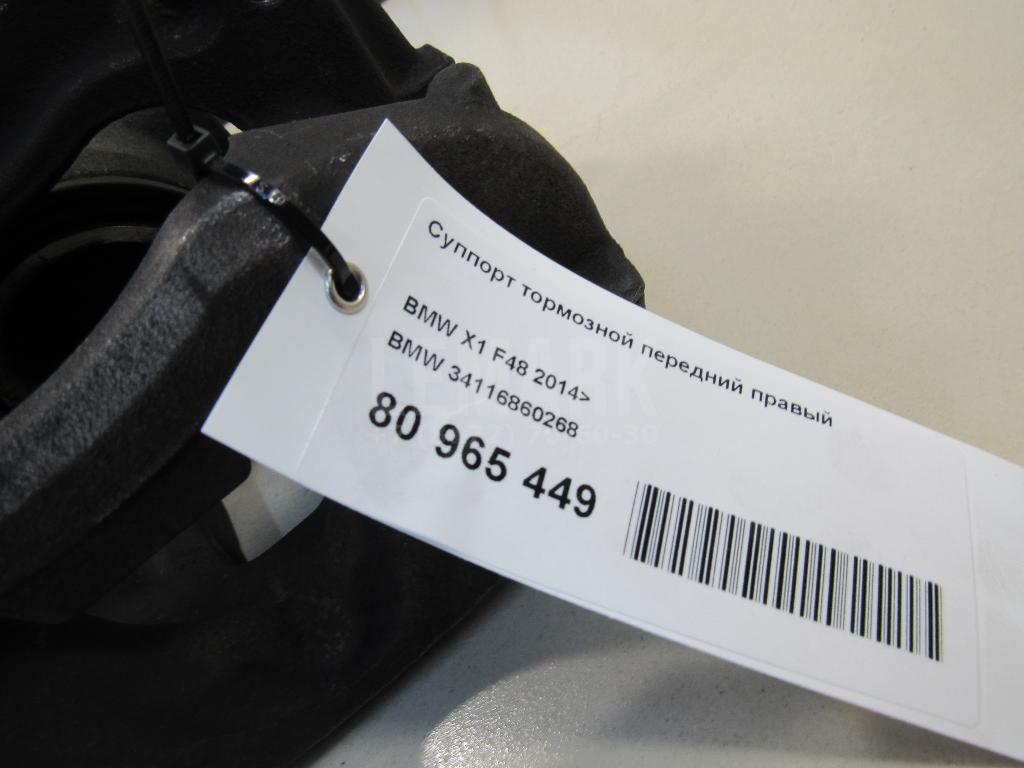 Суппорт тормозной передний правый
BMW X1 F48 2014>
BMW 34116860268
80 965 449